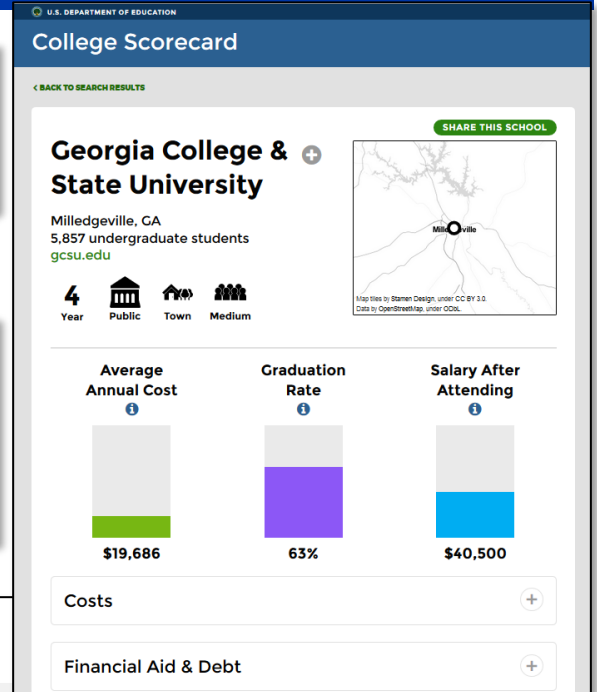 U.S. DEPARTMENT OF EDUCATION
College Scorecard
< BACK TO SEARCH RESULTS
SHARE THIS SCHOOL
Georgia College &
State University
Milledgeville, GA
5,857 undergraduate students
gcsu.edu
4
Year
Public
Town
Medium
Map tiles by Stamen Design, under CC BY 3.0.
Data by OpenStreetMap, under ODbL.
Average
Annual Cost
$19,686
Graduation
Rate
63%
Salary After
Attending
$40,500
Costs
Financial Aid & Debt